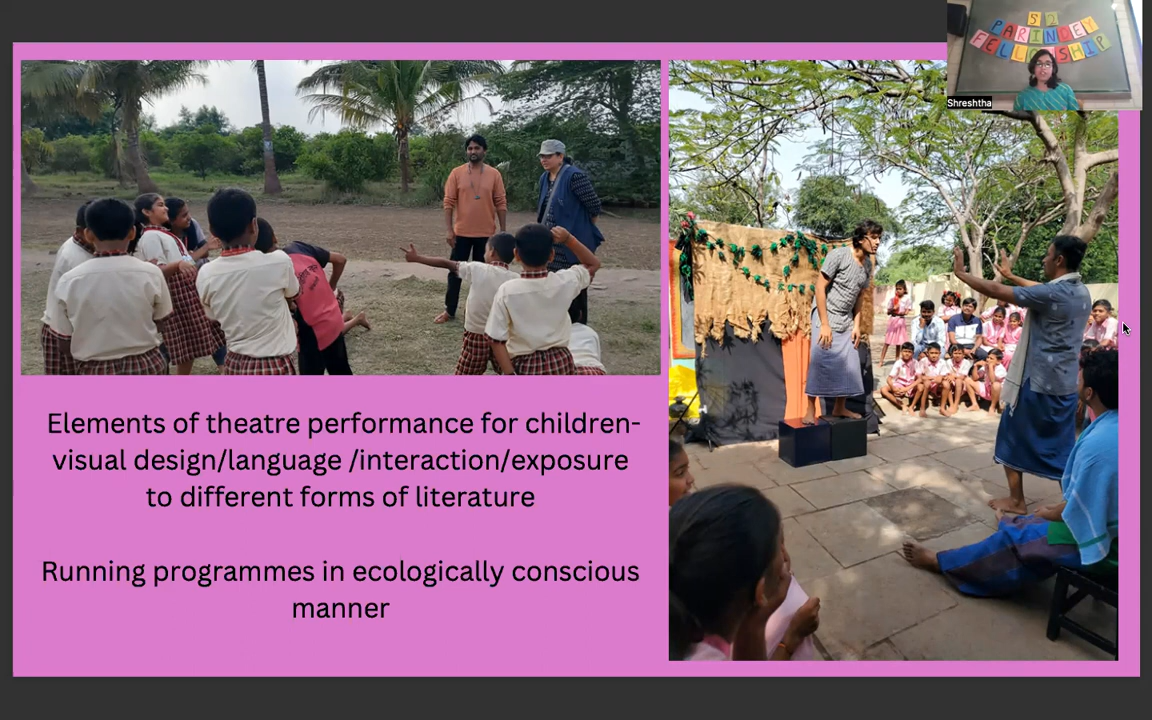 S2
PARINDEY
FELLOWSHIP
Shreshtha
Elements of theatre performance for children-
visual design/language /interaction/exposure
to different forms of literature
Running programmes in ecologically conscious
manner